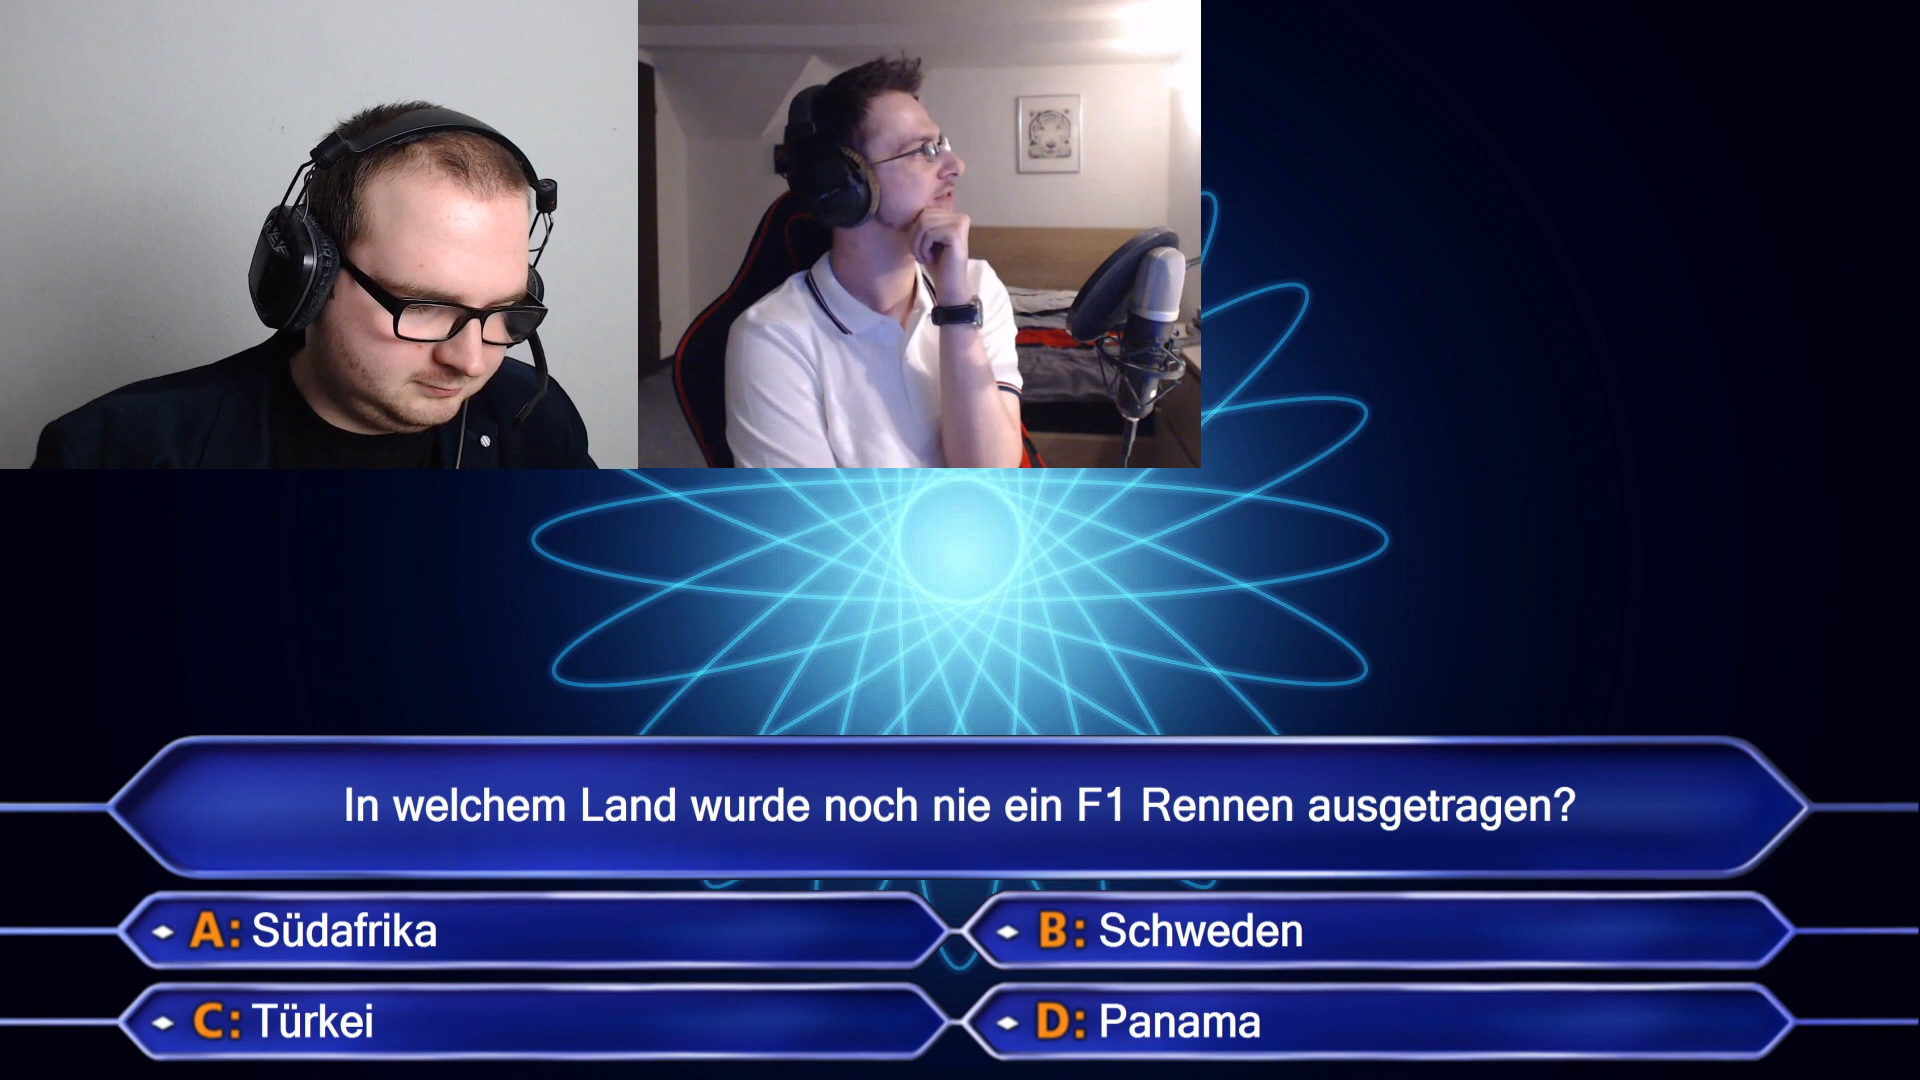 In welchem Land wurde noch nie ein F1 Rennen ausgetragen?
A: Südafrika
B: Schweden
C: Türkei
D: Panama